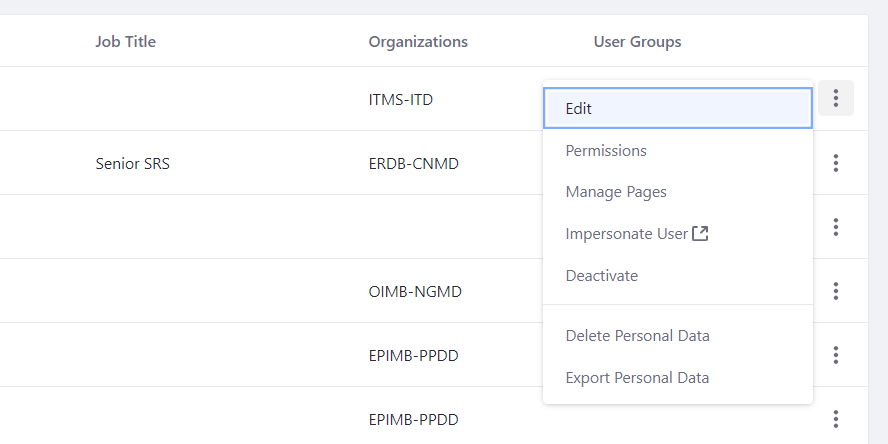 Job Title Organizations User Groups
ITMS-ITD
Edit
Senior SRS ERDB-CNMD
Permissions
Manage Pages
Impersonate User
Deactivate
OIMB-NGMD
Delete Personal Data
EPIMB-PPDD
Export Personal Data
EPIMB-PPDD